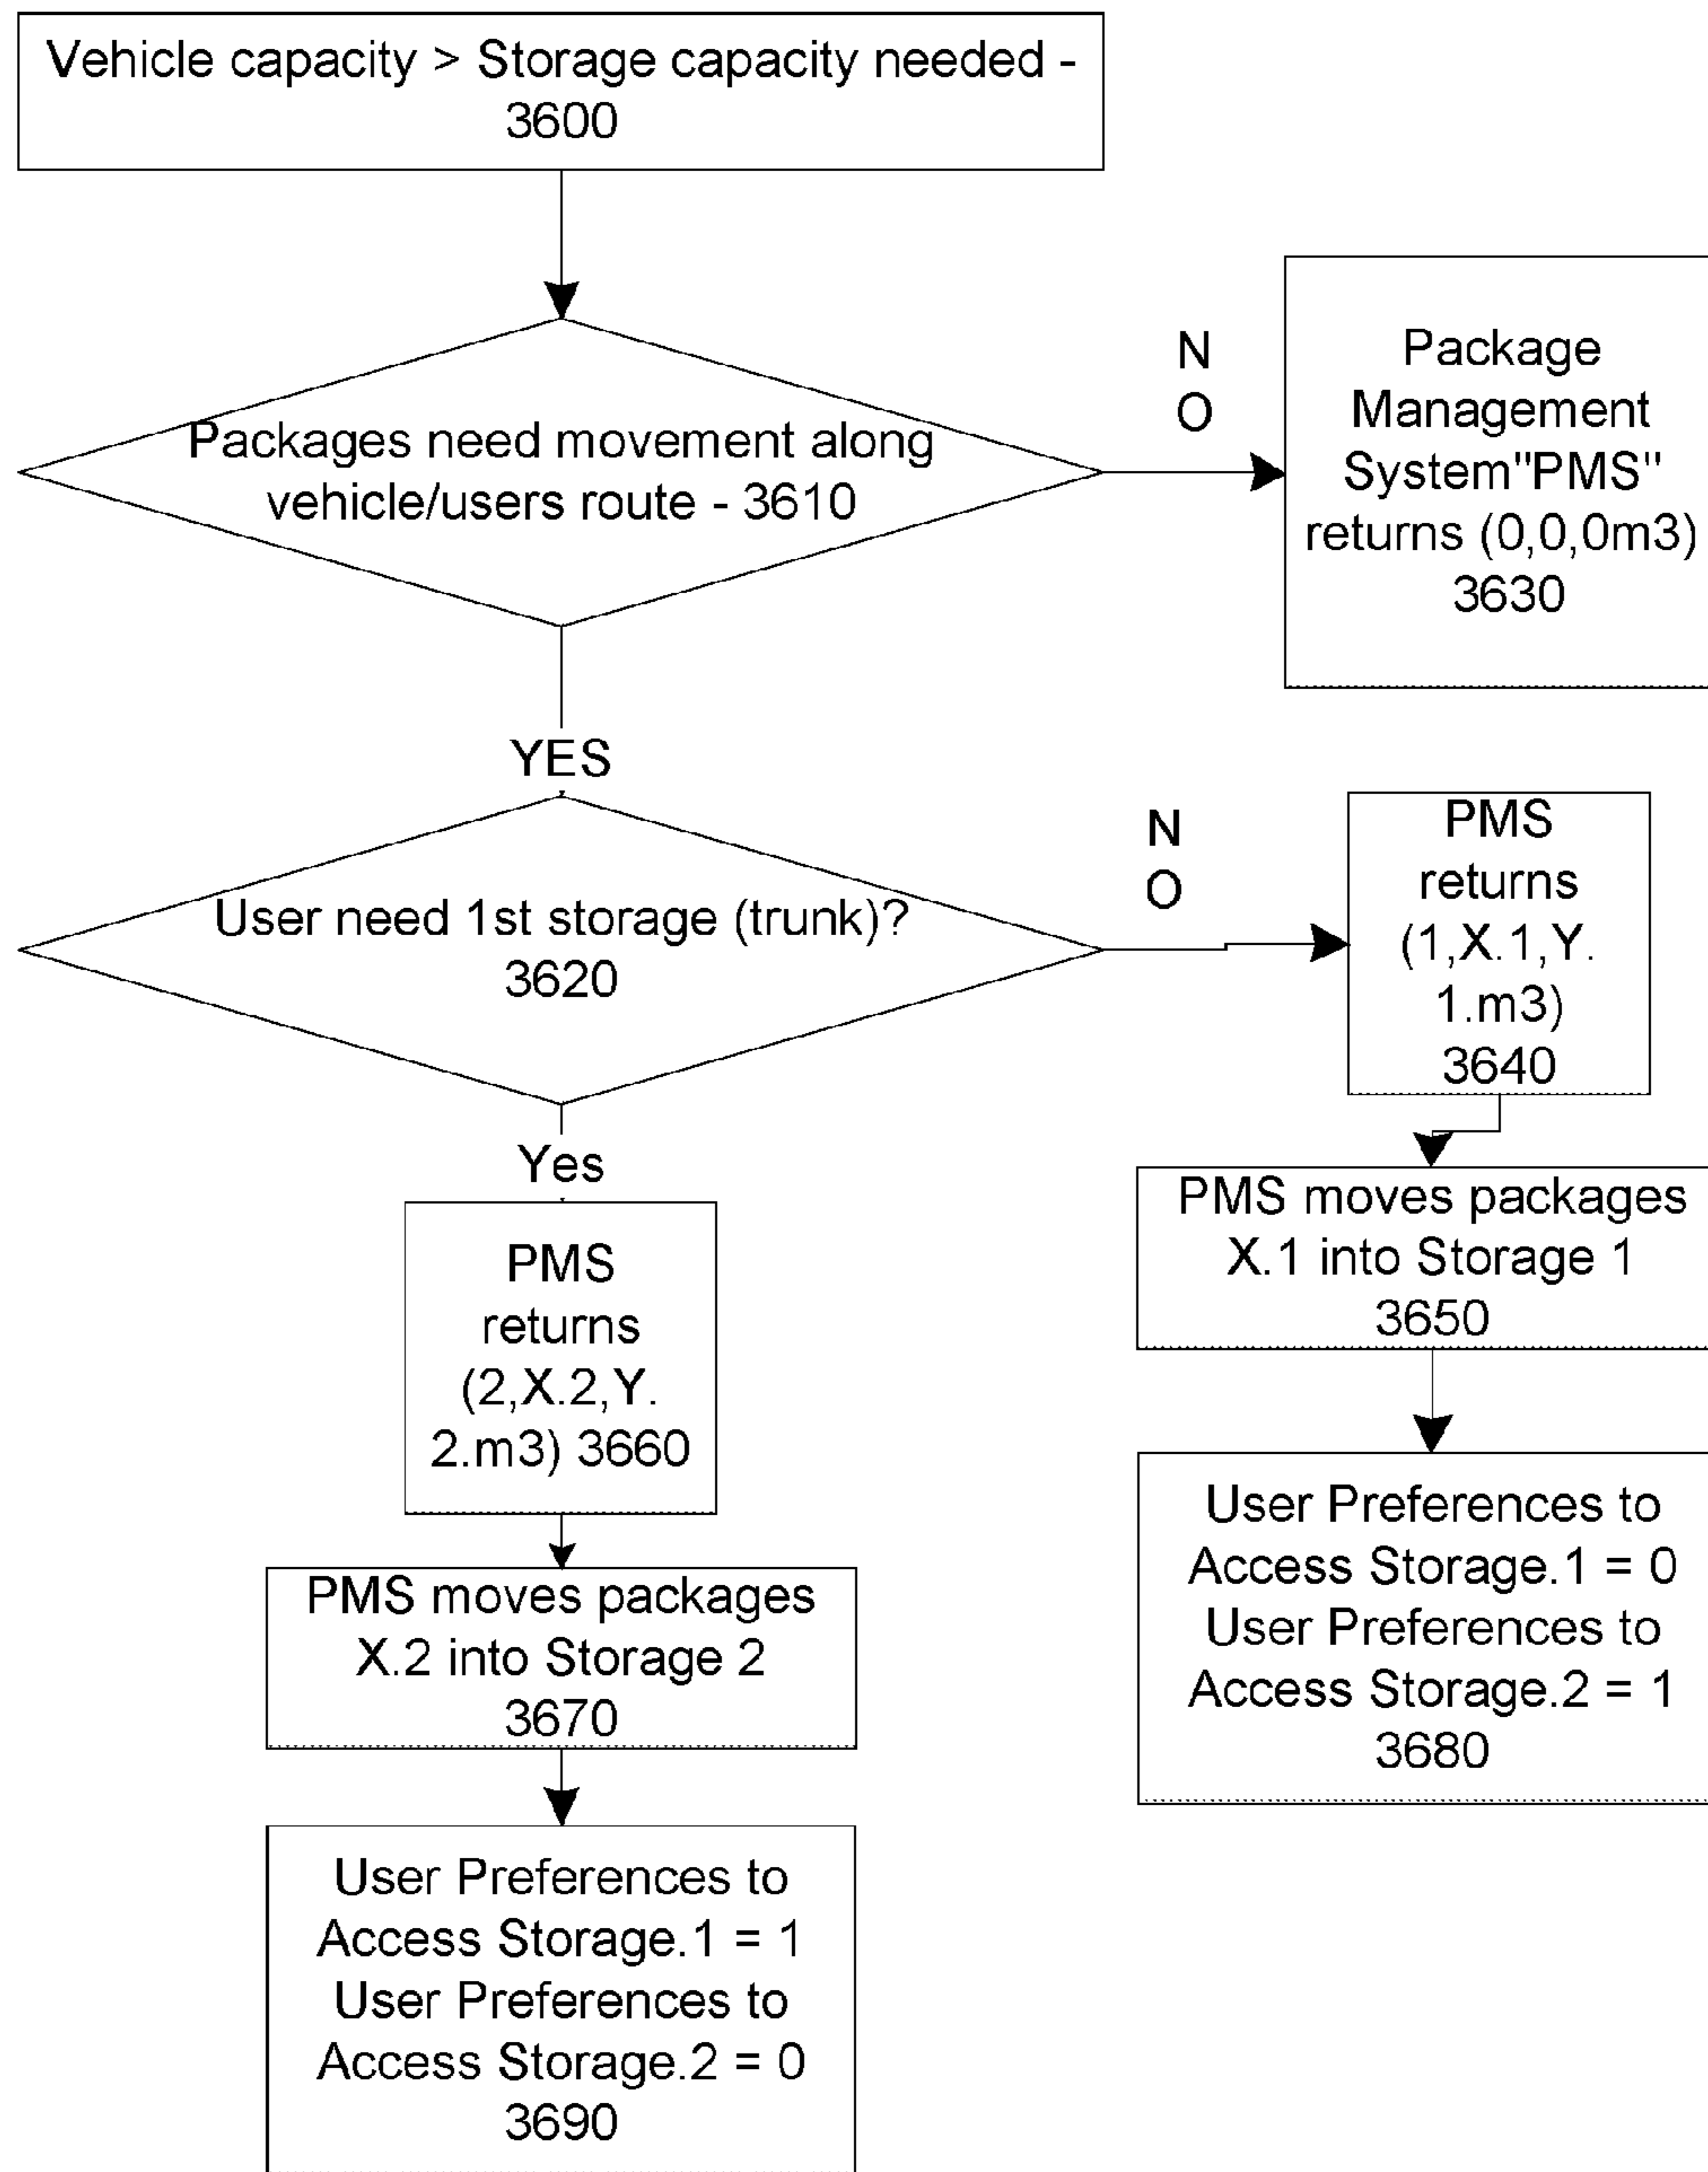 Vehicle capacity > Storage capacity needed -
3600
Packages need movement along
vehicle/users route - 3610
N
O
Package
Management
System"PMS"
returns (0,0,0m3)
3630
YES
User need 1st storage (trunk)?
3620
N
O
PMS
returns
(1,X.1,Y.
1.m3)
3640
PMS moves packages
X.1 into Storage 1
3650
User Preferences to
Access Storage.1 = 0
User Preferences to
Access Storage.2 = 1
3680
Yes
PMS
returns
(2,X.2,Y.
2.m3) 3660
PMS moves packages
X.2 into Storage 2
3670
User Preferences to
Access Storage.1 = 1
User Preferences to
Access Storage.2 = 0
3690